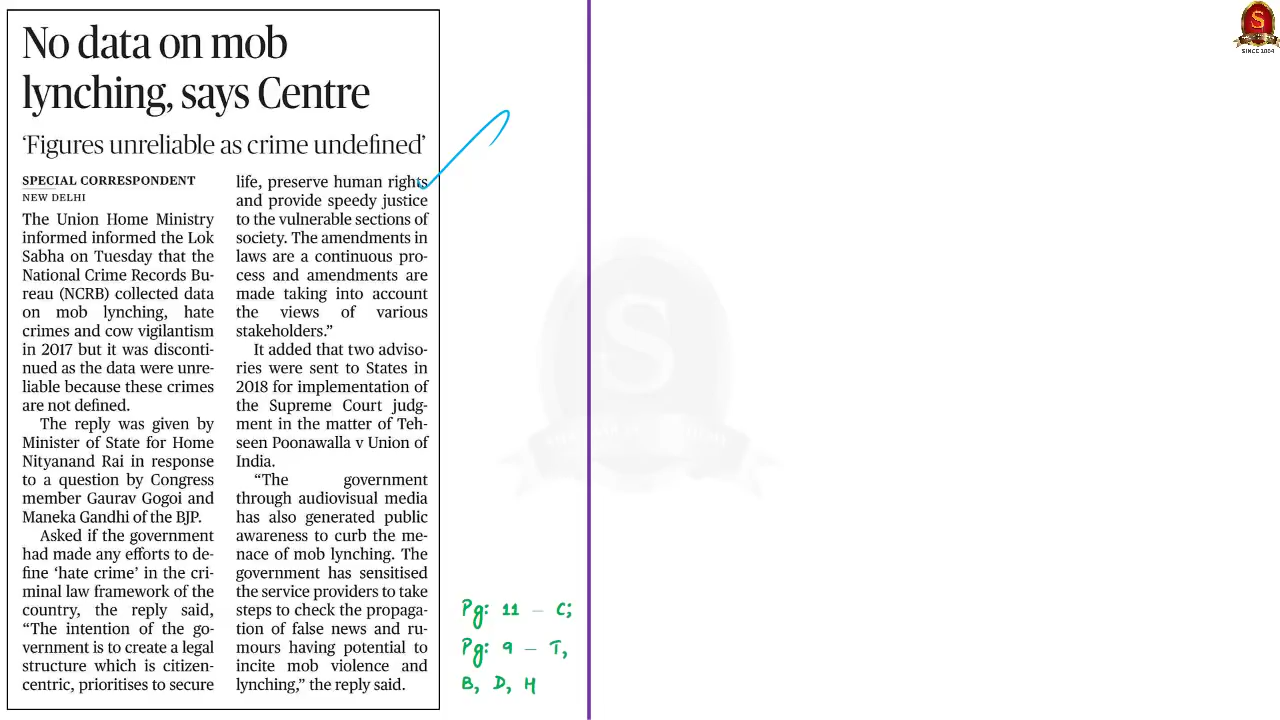 No data on mob
lynching, says Centre
‘Figures unreliable as crime undefined’
SPECIAL CORRESPONDENT
NEW DELHI
The Union Home Ministry
informed informed the Lok
Sabha on Tuesday that the
National Crime Records Bu-
reau (NCRB) collected data
on mob lynching, hate
crimes and cow vigilantism
in 2017 but it was disconti-
nued as the data were unre-
liable because these crimes
are not defined.
The reply was given by
Minister of State for Home
Nityanand Rai in response
to a question by Congress
member Gaurav Gogoi and
Maneka Gandhi of the BJP.
Asked if the government
had made any efforts to de-
fine ‘hate crime’ in the cri-
minal law framework of the
country, the reply said,
“The intention of the go-
vernment is to create a legal
structure which is citizen-
centric, prioritises to secure
life, preserve human rights
and provide speedy justice
to the vulnerable sections of
society. The amendments in
laws are a continuous pro-
cess and amendments are
made taking into account
the views of various
stakeholders.”
It added that two adviso-
ries were sent to States in
2018 for implementation of
the Supreme Court judg-
ment in the matter of Teh-
seen Poonawalla v Union of
India.
“The government
through audiovisual media
has also generated public
awareness to curb the me-
nace of mob lynching. The
government has sensitised
the service providers to take
steps to check the propaga-
tion of false news and ru-
mours having potential to
incite mob violence and
lynching,” the reply said.
Pg: 11 – C;
Pg: 9 – T,
B, D, H
S
SINCE 2004
S